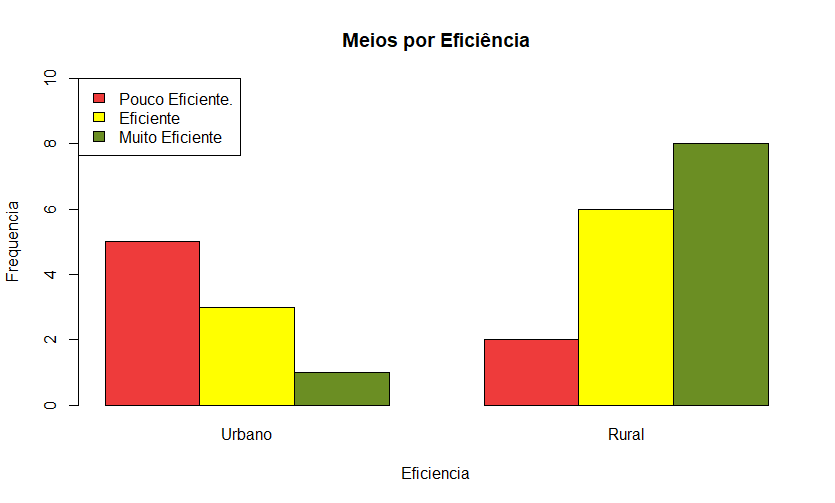 Meios por Eficiência
Pouco Eficiente.
Eficiente
Muito Eficiente
Frequencia
10
8
6
4
2
0
Urbano
Rural
Eficiencia